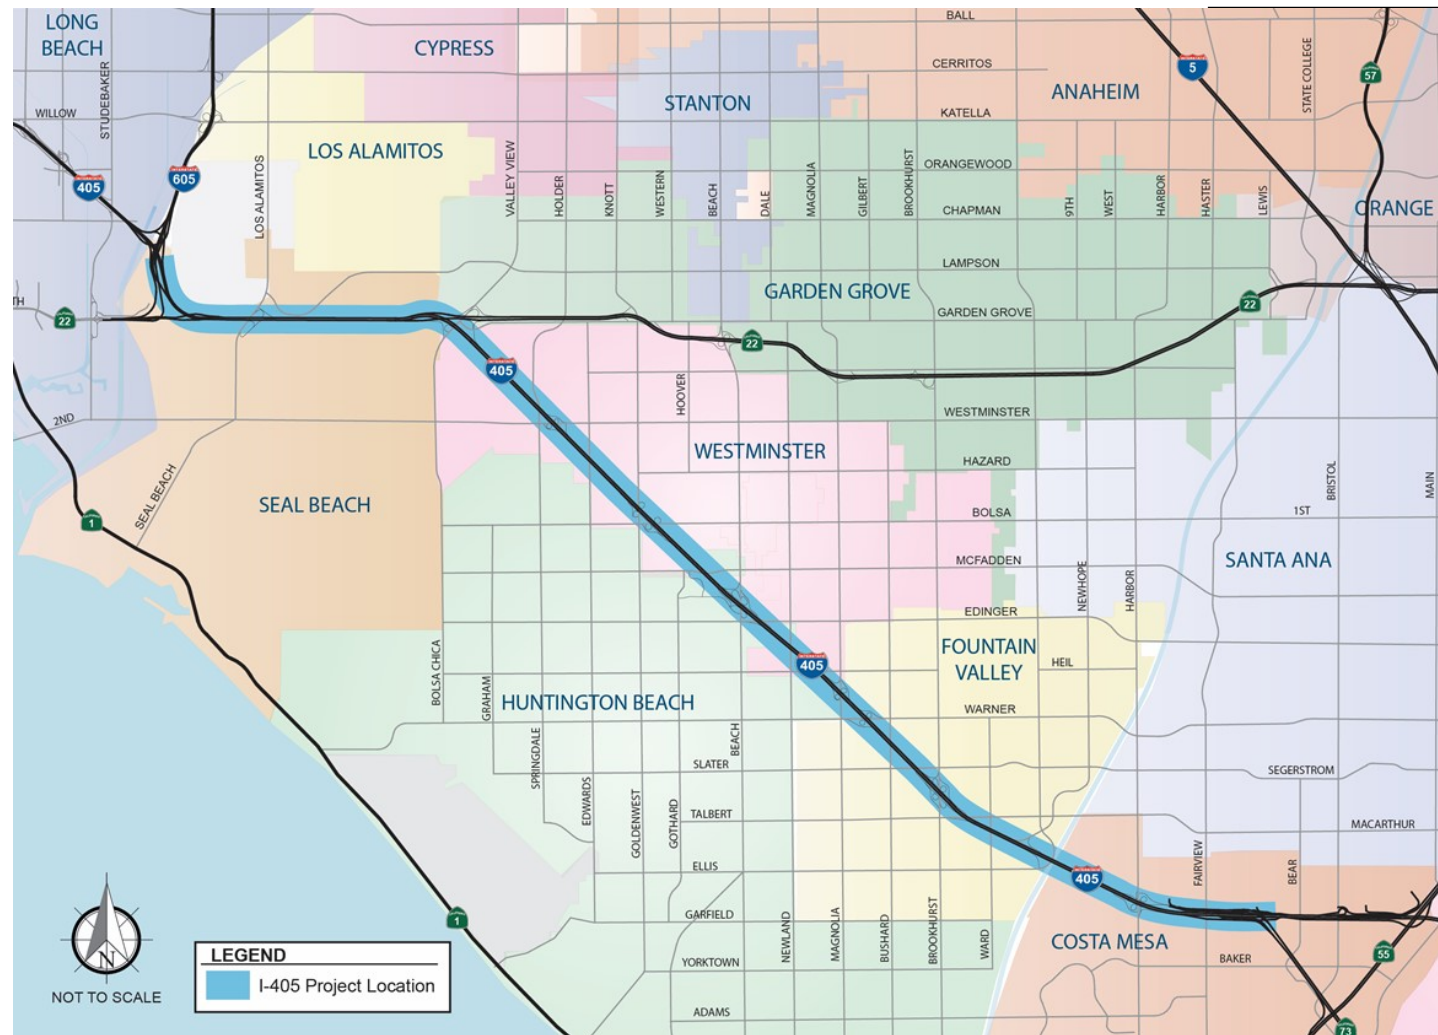 LONG
BEACH
CYPRESS
BALL
CERRITOS
STANTON
ANAHEIM
KATELLA
5
57
STATE COLLEGE
WILLOW
STUDEBAKER
LOS ALAMITOS
405
605
LOS ALAMITOS
VALLEY VIEW
HOLDER
KNOTT
WESTERN
BEACH
DALE
MAGNOLIA
GILBERT
BROOKHURST
ORANGEWOOD
CHAPMAN
9TH
WEST
HARBOR
HASTER
LEWIS
ORANGE
LAMPSON
GARDEN GROVE
GARDEN GROVE
22
TH
22
22
405
HOOVER
2ND
WESTMINSTER
WESTMINSTER
HAZARD
SEAL BEACH
SEAL BEACH
1
BOLSA
1ST
BRISTOL
MAIN
MCFADDEN
SANTA ANA
NEWHOPE
HARBOR
EDINGER
FOUNTAIN
VALLEY
HEIL
405
BOLSA CHICA
GRAHAM
HUNTINGTON BEACH
WARNER
SPRINGDALE
BEACH
SLATER
SEGERSTROM
EDWARDS
GOLDENWEST
GOTHARD
TALBERT
MACARTHUR
ELLIS
405
FAIRVIEW
BEAR
1
GARFIELD
NEWLAND
MAGNOLIA
BUSHARD
BROOKHURST
WARD
COSTA MESA
55
YORKTOWN
BAKER
N
NOT TO SCALE
LEGEND
I-405 Project Location
ADAMS
73